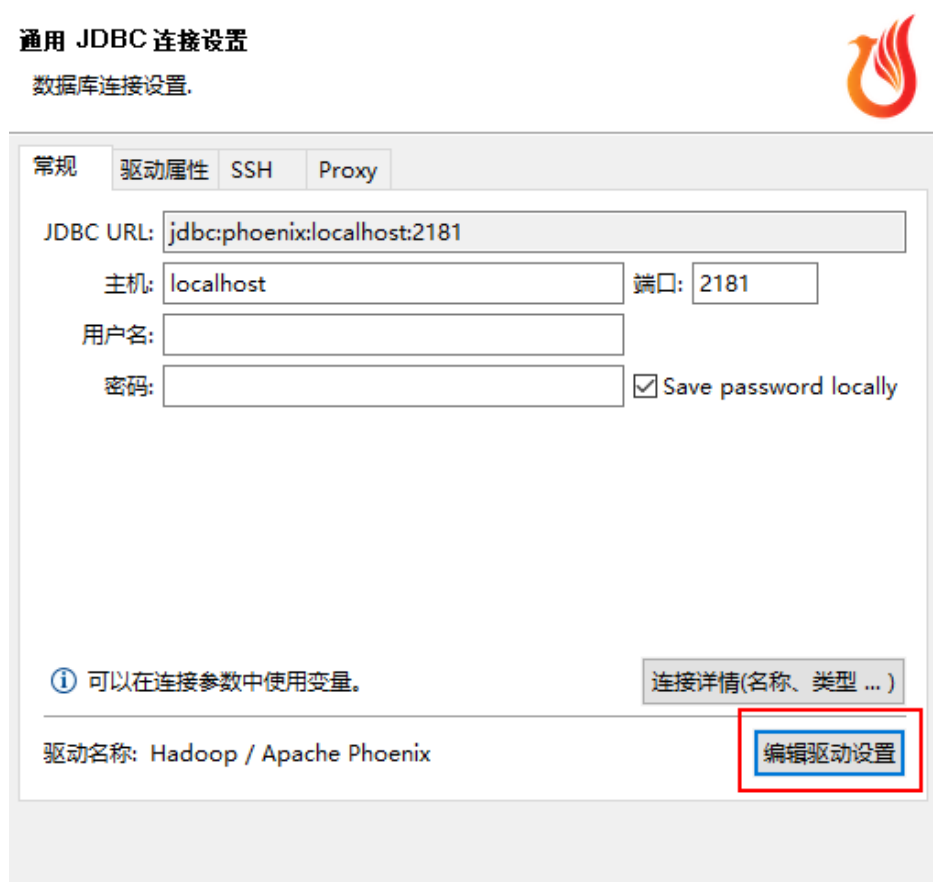 通用 JDBC 连接设置
数据库连接设置.
常规 驱动属性 SSH Proxy
JDBC URL: jdbc:phoenix:localhost:2181
主机: localhost 端口: 2181
用户名:
密码: Save password locally
可以在连接参数中使用变量。 连接详情(名称、类型 ... )
驱动名称: Hadoop / Apache Phoenix 编辑驱动设置